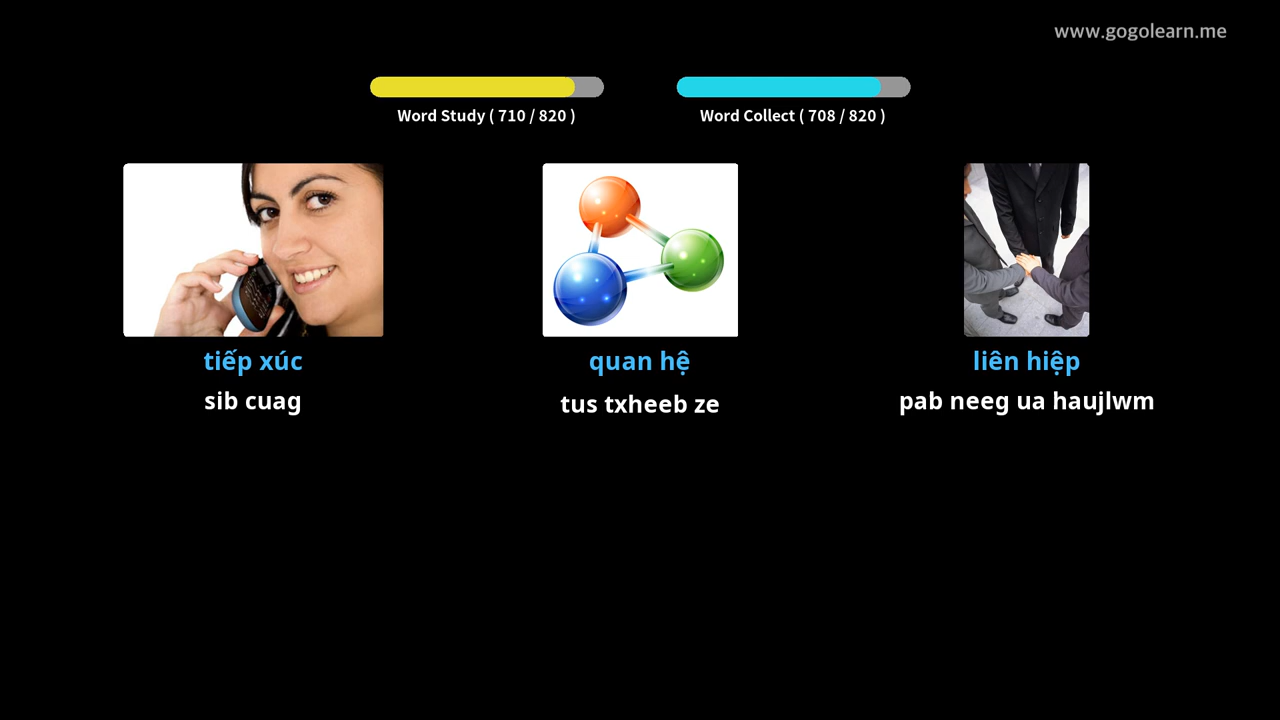 www.gogolearn.me
Word Study ( 710 / 820 )
Word Collect ( 708 / 820 )
tiếp xúc
quan hệ
liên hiệp
sib cuag
tus txheeb ze
pab neeg ua haujlwm